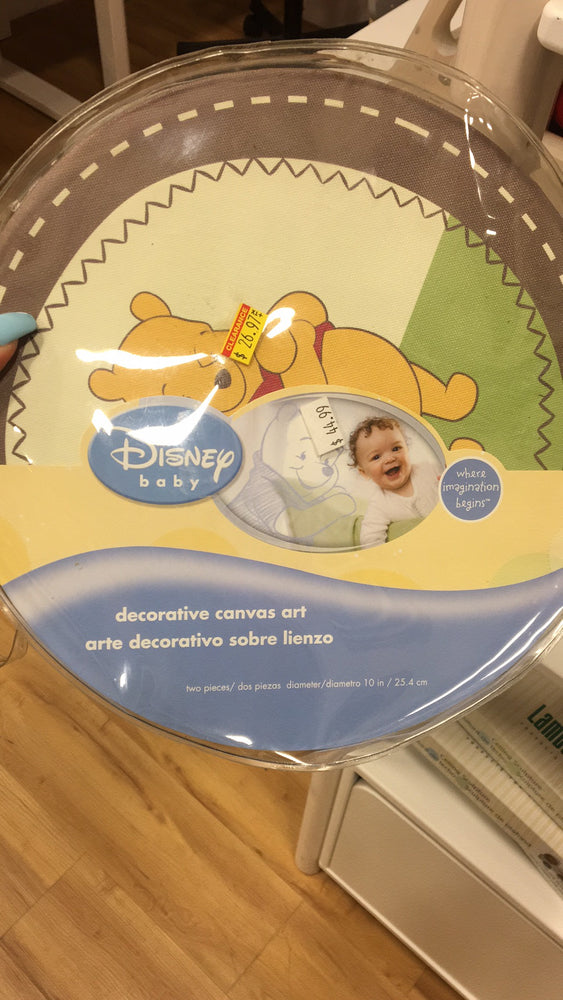 CLEARANCE
$ 26.97
$ 44.99
DISNEY
baby
where
imagination
begins™
decorative canvas art
arte decorativo sobre lienzo
two pieces/ dos piezas diameter/diametro 10 in / 25.4 cm